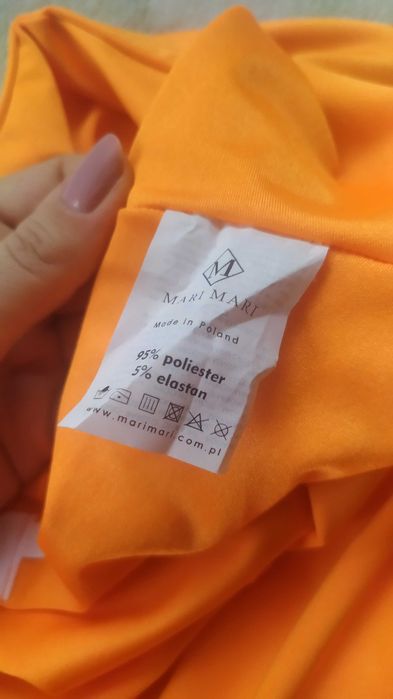 M
MARI MARI
Made in Poland
95% poliester
5% elastan
www.marimari.com.pl